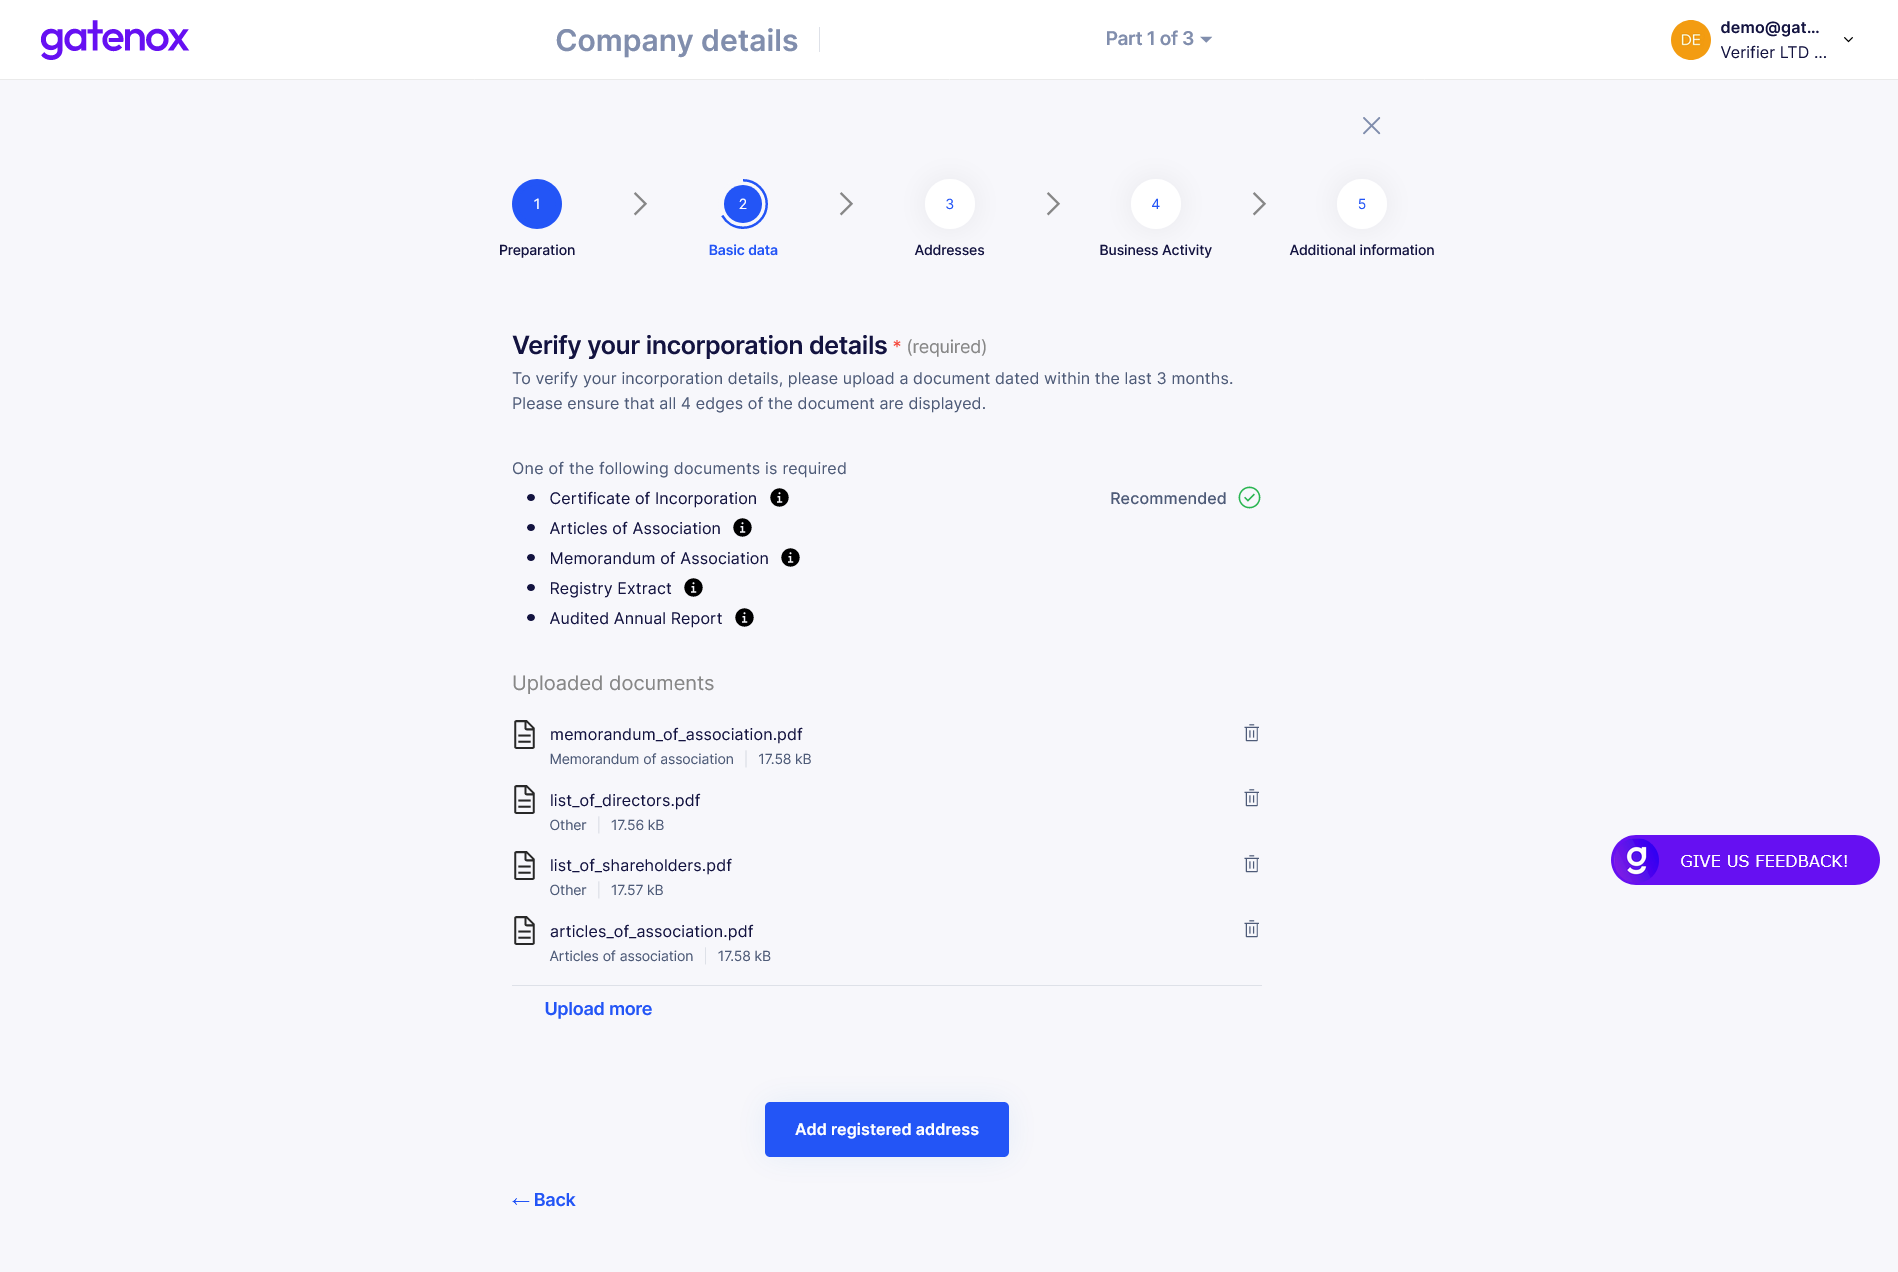 gatenox
Company details
Part 1 of 3
DE
demo@gat...
Verifier LTD ...
1
2
3
4
5
Preparation
Basic data
Addresses
Business Activity
Additional information
Verify your incorporation details * (required)
To verify your incorporation details, please upload a document dated within the last 3 months.
Please ensure that all 4 edges of the document are displayed.
One of the following documents is required
Certificate of Incorporation
Recommended
Articles of Association
Memorandum of Association
Registry Extract
Audited Annual Report
Uploaded documents
memorandum_of_association.pdf
Memorandum of association | 17.58 kB
list_of_directors.pdf
Other | 17.56 kB
list_of_shareholders.pdf
Other | 17.57 kB
articles_of_association.pdf
Articles of association | 17.58 kB
Upload more
g GIVE US FEEDBACK!
Add registered address
← Back